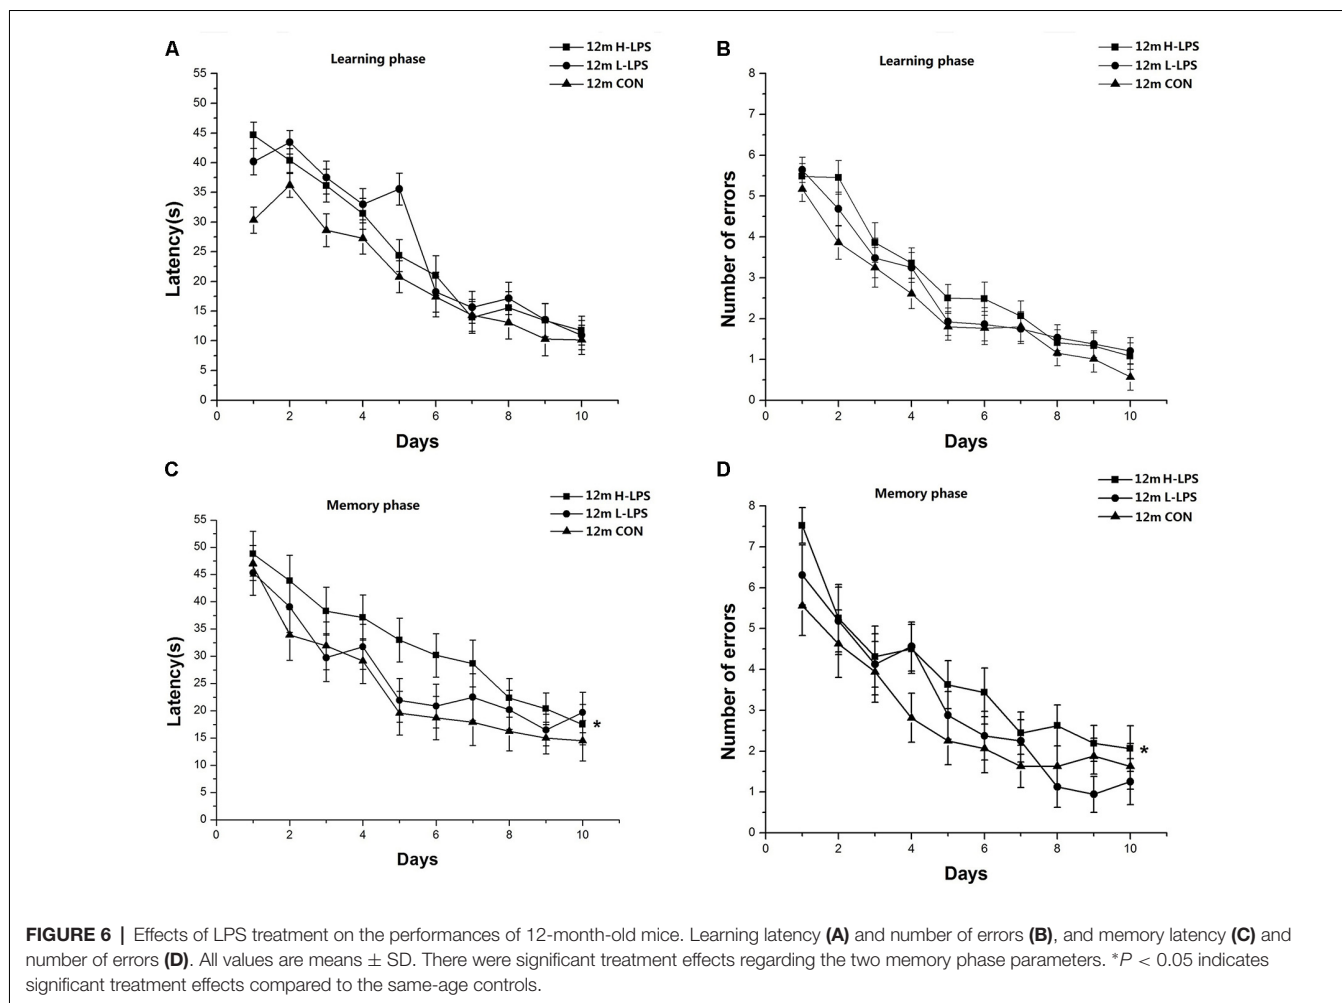 A
Learning phase
12m H-LPS
12m L-LPS
12m CON
Latency(s)
55
50
45
40
35
30
25
20
15
10
5
0
0 2 4 6 8 10
Days
B
Learning phase
12m H-LPS
12m L-LPS
12m CON
Number of errors
8
7
6
5
4
3
2
1
0
0 2 4 6 8 10
Days
C
Memory phase
12m H-LPS
12m L-LPS
12m CON
Latency(s)
55
50
45
40
35
30
25
20
15
10
5
0
*
0 2 4 6 8 10
Days
D
Memory phase
12m H-LPS
12m L-LPS
12m CON
Number of errors
8
7
6
5
4
3
2
1
0
*
0 2 4 6 8 10
Days
FIGURE 6 | Effects of LPS treatment on the performances of 12-month-old mice. Learning latency (A) and number of errors (B), and memory latency (C) and
number of errors (D). All values are means ± SD. There were significant treatment effects regarding the two memory phase parameters. *P < 0.05 indicates
significant treatment effects compared to the same-age controls.